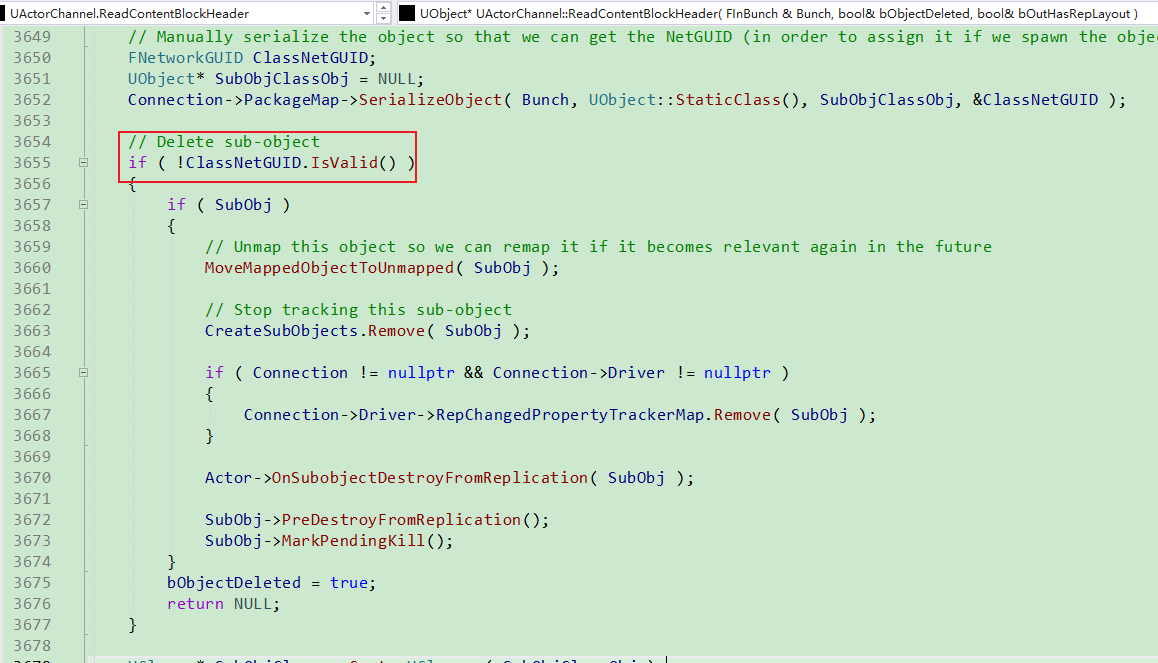 UActorChannel.ReadContentBlockHeader
UObject* UActorChannel::ReadContentBlockHeader( FInBunch & Bunch, bool& bObjectDeleted, bool& bOutHasRepLayout )
3649 // Manually serialize the object so that we can get the NetGUID (in order to assign it if we spawn the obje
3650 FNetworkGUID ClassNetGUID;
3651 UObject* SubObjClassObj = NULL;
3652 Connection->PackageMap->SerializeObject( Bunch, UObject::StaticClass(), SubObjClassObj, &ClassNetGUID );
3653
3654 // Delete sub-object
3655 if ( !ClassNetGUID.IsValid() )
3656 {
3657 if ( SubObj )
3658 {
3659 // Unmap this object so we can remap it if it becomes relevant again in the future
3660 MoveMappedObjectToUnmapped( SubObj );
3661
3662 // Stop tracking this sub-object
3663 CreateSubObjects.Remove( SubObj );
3664
3665 if ( Connection != nullptr && Connection->Driver != nullptr )
3666 {
3667 Connection->Driver->RepChangedPropertyTrackerMap.Remove( SubObj );
3668 }
3669
3670 Actor->OnSubobjectDestroyFromReplication( SubObj );
3671
3672 SubObj->PreDestroyFromReplication();
3673 SubObj->MarkPendingKill();
3674 }
3675 bObjectDeleted = true;
3676 return NULL;
3677 }
3678